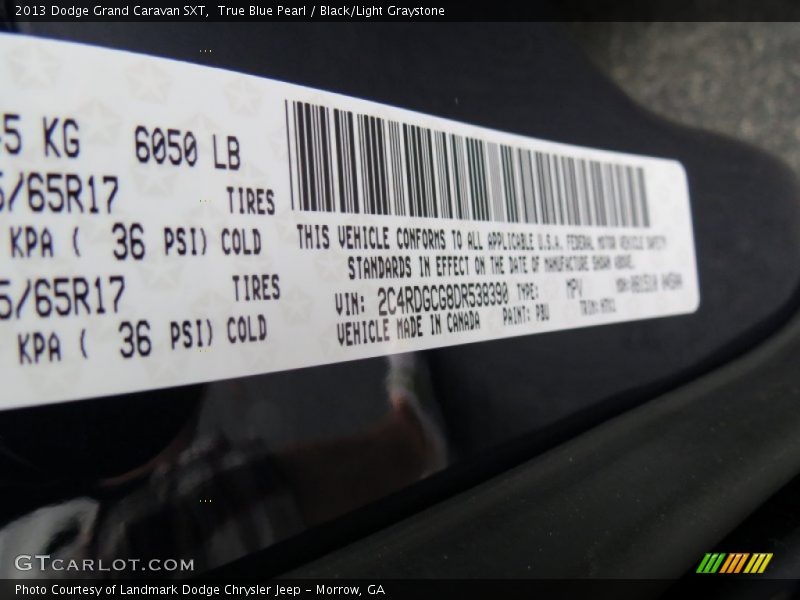 2013 Dodge Grand Caravan SXT, True Blue Pearl / Black/Light Graystone
5 KG 6050 LB
5/65R17 TIRES
KPA ( 36 PSI) COLD
5/65R17 TIRES
KPA ( 36 PSI) COLD
THIS VEHICLE CONFORMS TO ALL APPLICABLE U.S.A. FEDERAL MOTOR VEHICLE SAFETY
STANDARDS IN EFFECT ON THE DATE OF MANUFACTURE SHOWN ABOVE.
VIN: 2C4RDGCG8DR538390 TYPE: MPV
VEHICLE MADE IN CANADA PAINT: PBU TRIM:
GTCARLOT.COM
Photo Courtesy of Landmark Dodge Chrysler Jeep - Morrow, GA